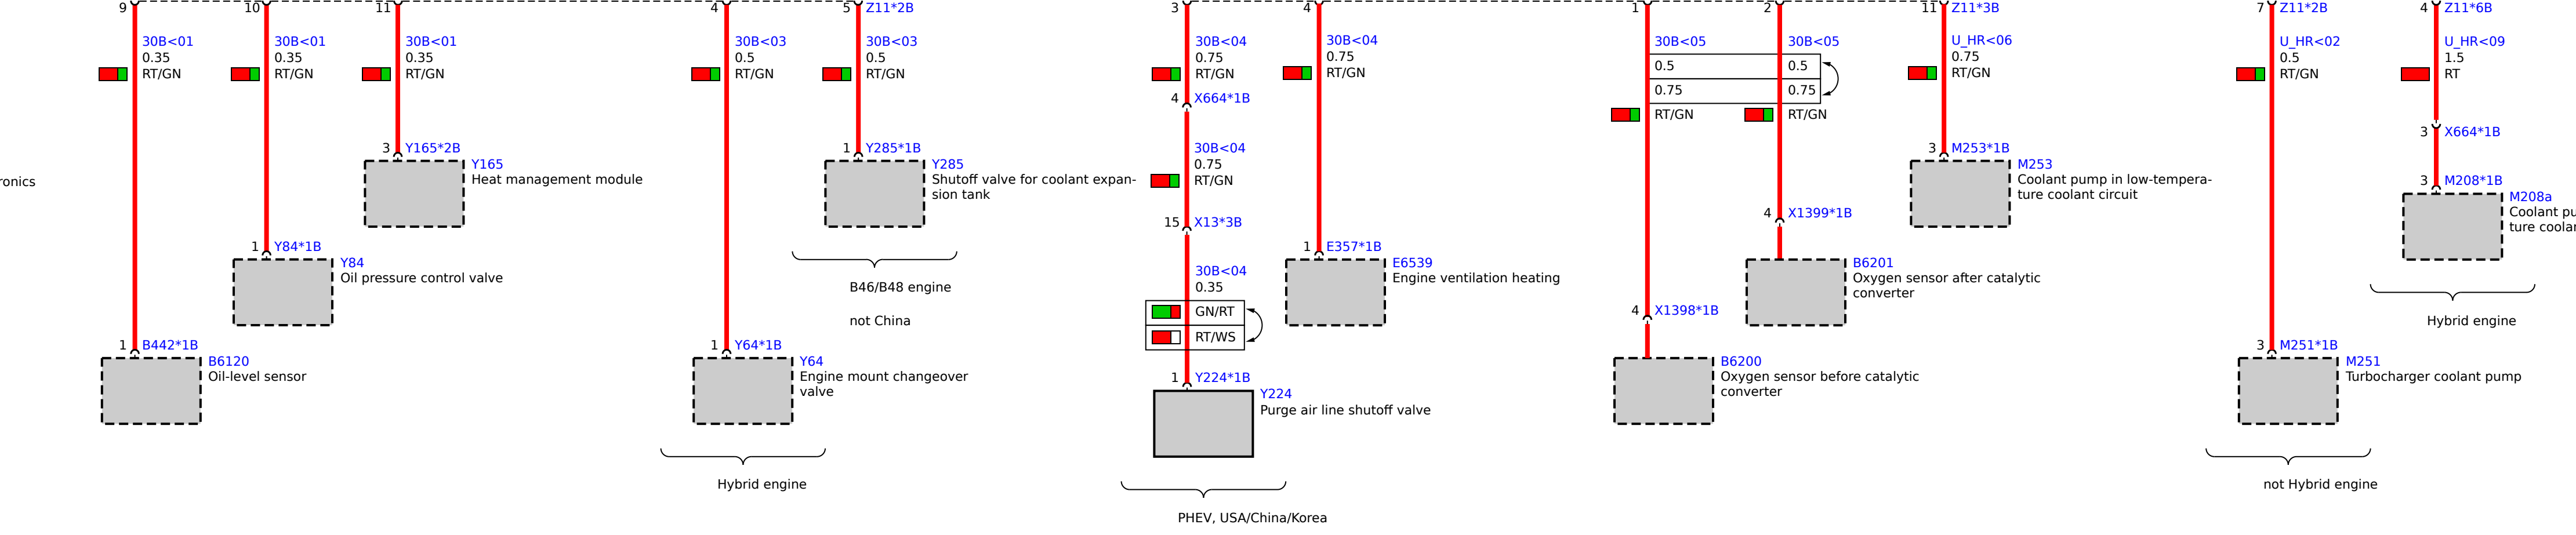 9
10
11
4
5
Z11*2B
3
4
1
2
11
Z11*3B
7
Z11*2B
4
Z11*6B
30B<01
0.35
RT/GN
30B<01
0.35
RT/GN
30B<01
0.35
RT/GN
30B<03
0.5
RT/GN
30B<03
0.5
RT/GN
30B<04
0.75
RT/GN
30B<04
0.75
RT/GN
30B<05
0.5
0.75
RT/GN
30B<05
0.5
0.75
RT/GN
U_HR<06
0.75
RT/GN
U_HR<02
0.5
RT/GN
U_HR<09
1.5
RT
4
X664*1B
3
X664*1B
3
Y165*2B
Y165
Heat management module
1
Y285*1B
Y285
Shutoff valve for coolant expan-
sion tank
30B<04
0.75
RT/GN
3
M253*1B
M253
Coolant pump in low-tempera-
ture coolant circuit
ronics
3
M208*1B
M208a
Coolant pu
ture coolan
15
X13*3B
4
X1399*1B
1
Y84*1B
Y84
Oil pressure control valve
B46/B48 engine
not China
30B<04
0.35
GN/RT
RT/WS
1
E357*1B
E6539
Engine ventilation heating
B6201
Oxygen sensor after catalytic
converter
4
X1398*1B
Hybrid engine
1
B442*1B
B6120
Oil-level sensor
1
Y64*1B
Y64
Engine mount changeover
valve
1
Y224*1B
Y224
Purge air line shutoff valve
B6200
Oxygen sensor before catalytic
converter
3
M251*1B
M251
Turbocharger coolant pump
Hybrid engine
not Hybrid engine
PHEV, USA/China/Korea